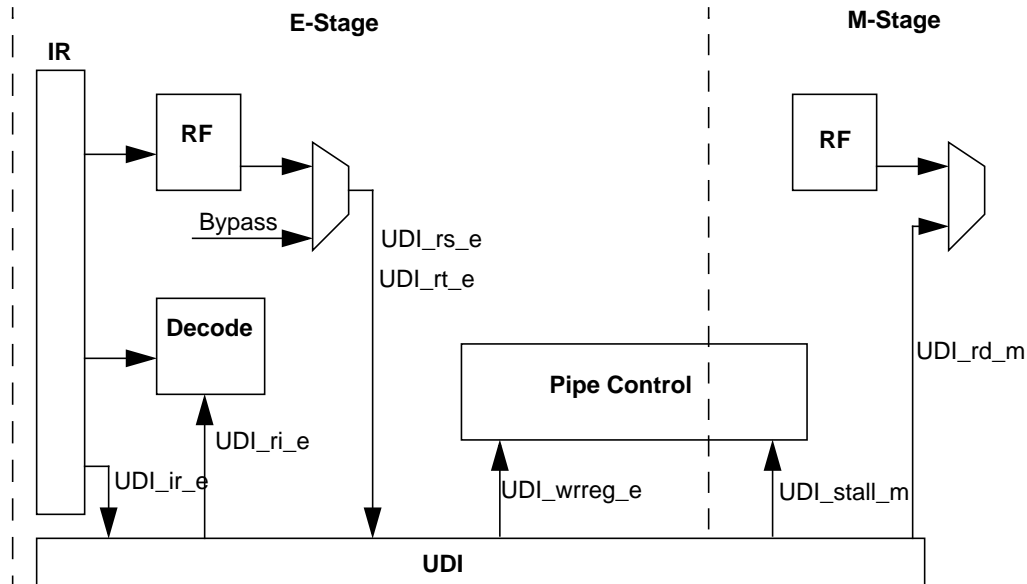 E-Stage
M-Stage
IR
RF
RF
Bypass
UDI_rs_e
UDI_rt_e
Decode
UDI_rd_m
Pipe Control
UDI_ri_e
UDI_ir_e
UDI_wrreg_e
UDI_stall_m
UDI